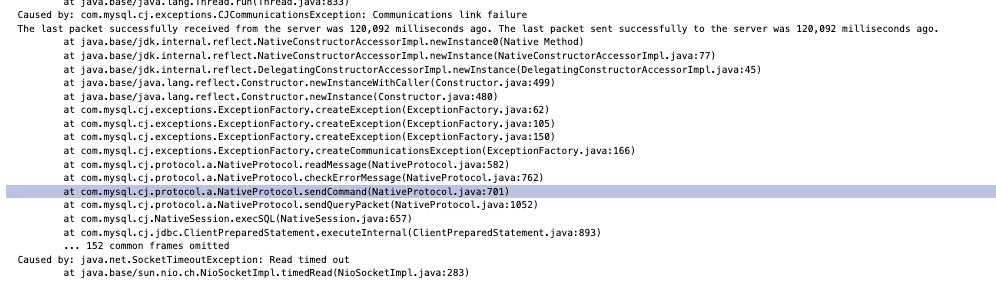 at java.base/java.lang.Thread.run(Thread.java:833)
Caused by: com.mysql.cj.exceptions.CJCommunicationsException: Communications link failure
The last packet successfully received from the server was 120,092 milliseconds ago. The last packet sent successfully to the server was 120,092 milliseconds ago.
at java.base/jdk.internal.reflect.NativeConstructorAccessorImpl.newInstance0(Native Method)
at java.base/jdk.internal.reflect.NativeConstructorAccessorImpl.newInstance(NativeConstructorAccessorImpl.java:77)
at java.base/jdk.internal.reflect.DelegatingConstructorAccessorImpl.newInstance(DelegatingConstructorAccessorImpl.java:45)
at java.base/java.lang.reflect.Constructor.newInstanceWithCaller(Constructor.java:499)
at java.base/java.lang.reflect.Constructor.newInstance(Constructor.java:480)
at com.mysql.cj.exceptions.ExceptionFactory.createException(ExceptionFactory.java:62)
at com.mysql.cj.exceptions.ExceptionFactory.createException(ExceptionFactory.java:105)
at com.mysql.cj.exceptions.ExceptionFactory.createException(ExceptionFactory.java:150)
at com.mysql.cj.exceptions.ExceptionFactory.createCommunicationsException(ExceptionFactory.java:166)
at com.mysql.cj.protocol.a.NativeProtocol.readMessage(NativeProtocol.java:582)
at com.mysql.cj.protocol.a.NativeProtocol.checkErrorMessage(NativeProtocol.java:762)
at com.mysql.cj.protocol.a.NativeProtocol.sendCommand(NativeProtocol.java:701)
at com.mysql.cj.protocol.a.NativeProtocol.sendQueryPacket(NativeProtocol.java:1052)
at com.mysql.cj.NativeSession.execSQL(NativeSession.java:657)
at com.mysql.cj.jdbc.ClientPreparedStatement.executeInternal(ClientPreparedStatement.java:893)
... 152 common frames omitted
Caused by: java.net.SocketTimeoutException: Read timed out
at java.base/sun.nio.ch.NioSocketImpl.timedRead(NioSocketImpl.java:283)